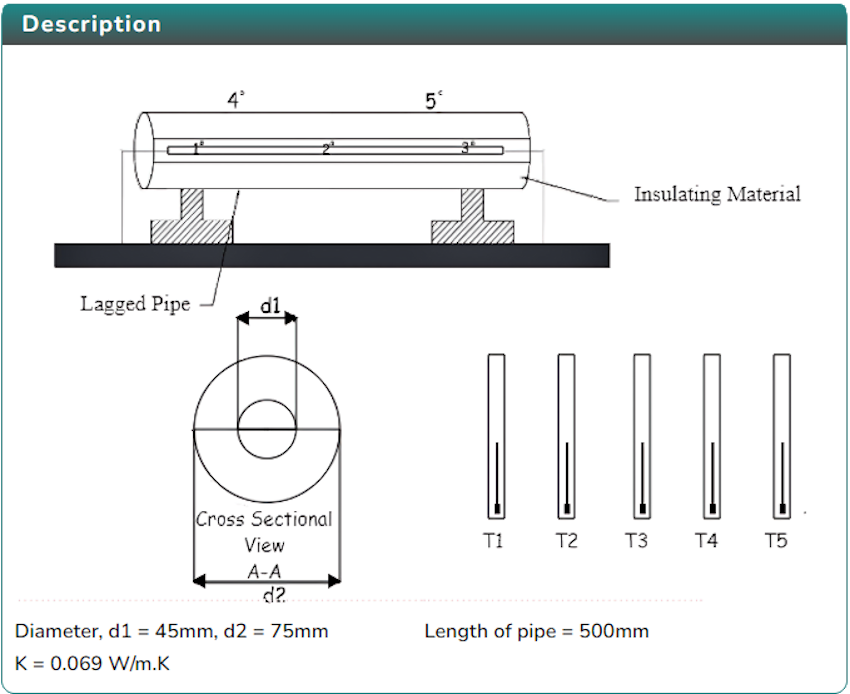 Description
4°
5°
1°
2°
3°
Insulating Material
Lagged Pipe
d1
Cross Sectional
View
A-A
d2
T1
T2
T3
T4
T5
Diameter, d1 = 45mm, d2 = 75mm
Length of pipe = 500mm
K = 0.069 W/m.K